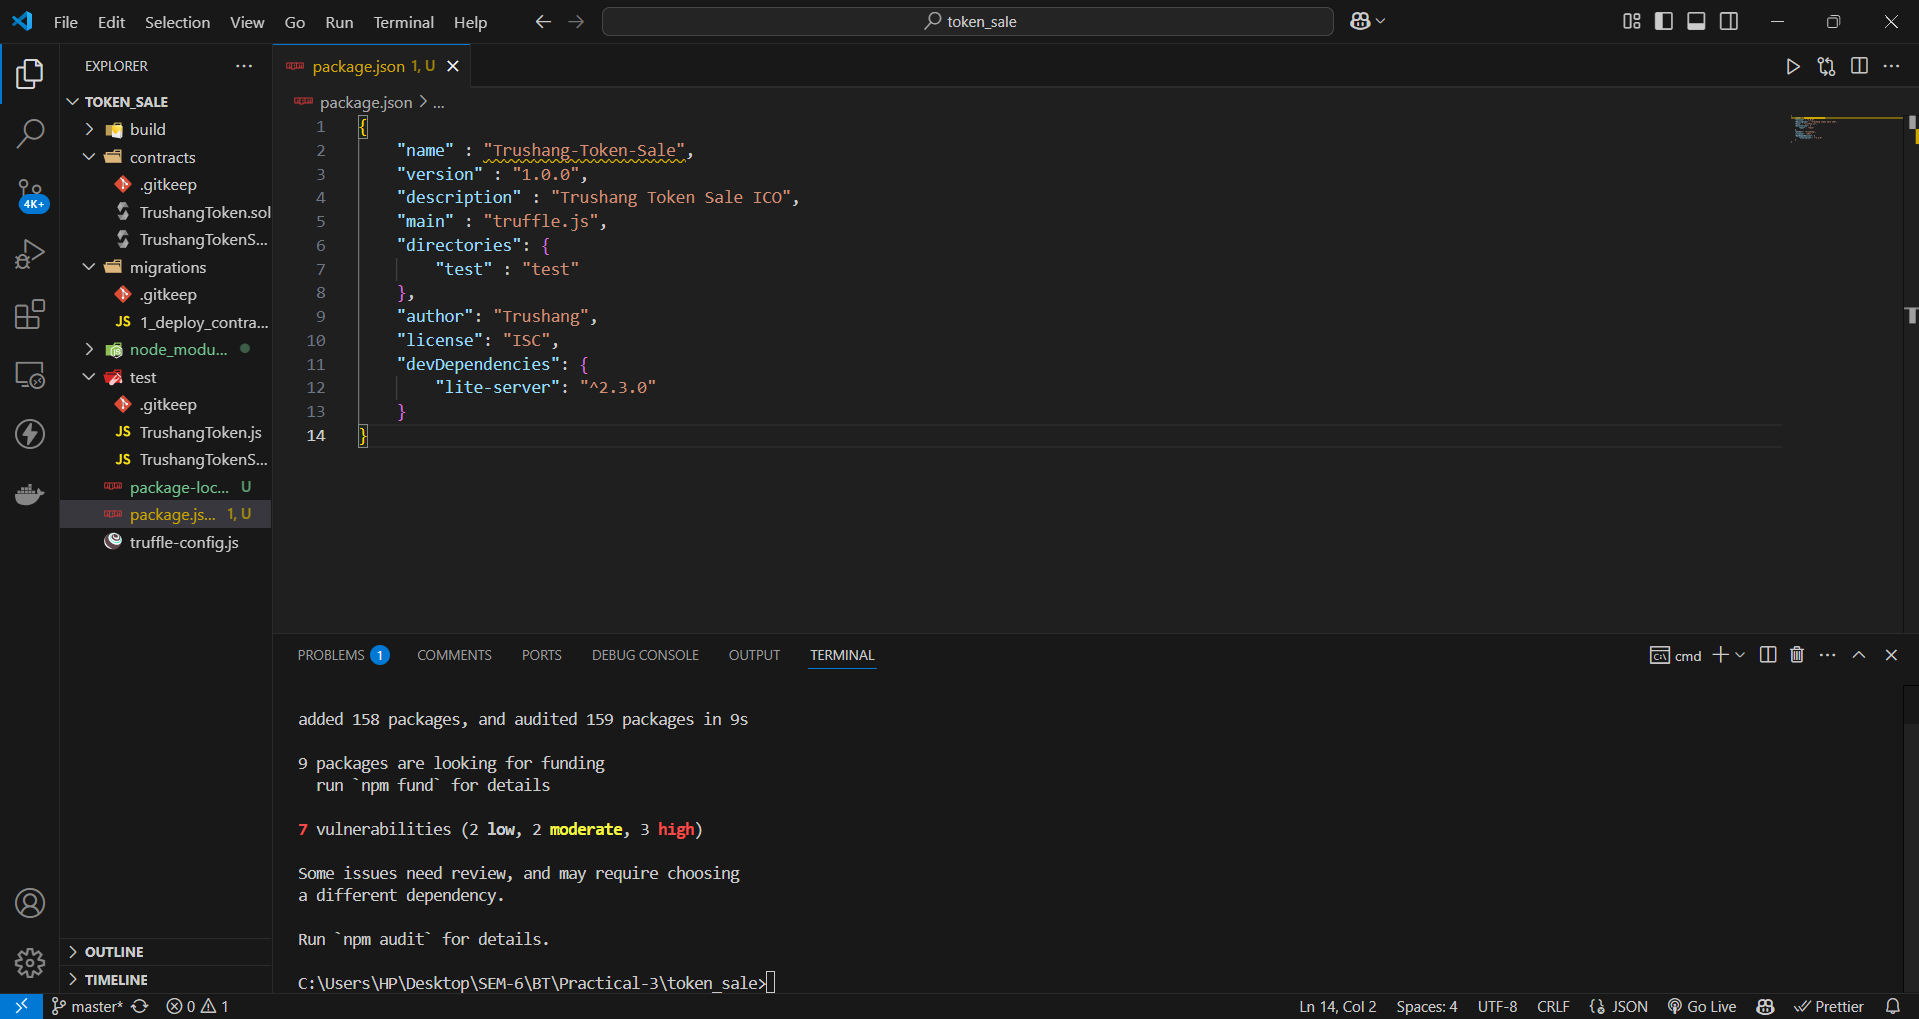 File Edit Selection View Go Run Terminal Help
token_sale
EXPLORER
TOKEN_SALE
build
contracts
.gitkeep
TrushangToken.sol
TrushangTokenS...
migrations
.gitkeep
JS 1_deploy_contra...
node_modu...
test
.gitkeep
JS TrushangToken.js
JS TrushangTokenS...
package-loc... U
package.js... 1, U
truffle-config.js
OUTLINE
TIMELINE
4K+
package.json 1, U
package.json > ...
1 {
2 "name" : "Trushang-Token-Sale",
3 "version" : "1.0.0",
4 "description" : "Trushang Token Sale ICO",
5 "main" : "truffle.js",
6 "directories": {
7 "test" : "test"
8 },
9 "author": "Trushang",
10 "license": "ISC",
11 "devDependencies": {
12 "lite-server": "^2.3.0"
13 }
14 }
PROBLEMS 1 COMMENTS PORTS DEBUG CONSOLE OUTPUT TERMINAL
cmd
added 158 packages, and audited 159 packages in 9s
9 packages are looking for funding
run `npm fund` for details
7 vulnerabilities (2 low, 2 moderate, 3 high)
Some issues need review, and may require choosing
a different dependency.
Run `npm audit` for details.
C:\Users\HP\Desktop\SEM-6\BT\Practical-3\token_sale>
master* 0 1
Ln 14, Col 2 Spaces: 4 UTF-8 CRLF JSON Go Live Prettier